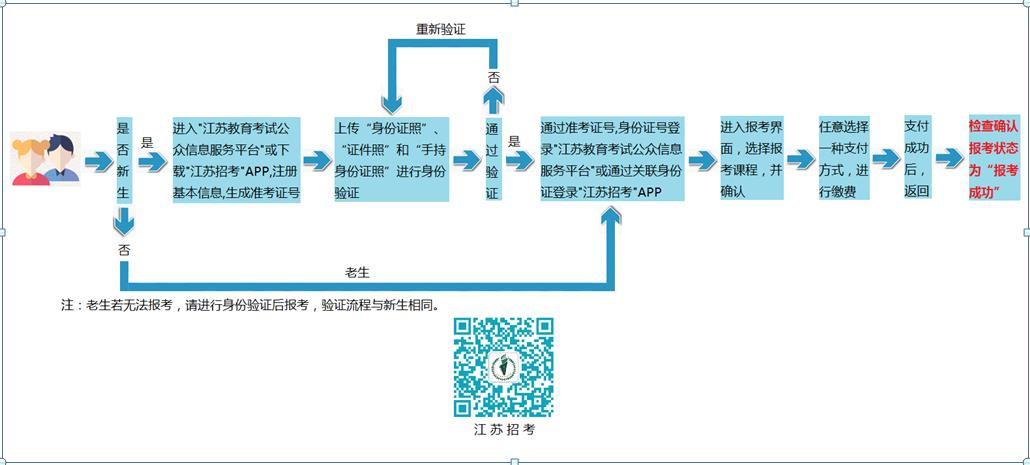 重新验证
否
是
否
新
生
是
进入"江苏教育考试公
众信息服务平台"或下
载"江苏招考"APP,注册
基本信息,生成准考证号
上传“身份证照”、
“证件照”和“手持
身份证照”进行身份
验证
通
过
验
证
是
通过准考证号,身份证号登
录"江苏教育考试公众信息
服务平台"或通过关联身份
证登录"江苏招考"APP
进入报考界
面，选择报
考课程，并
确认
任意选择
一种支付
方式，进
行缴费
支付
成功
后，
返回
检查确认
报考状态
为“报考
成功”
否
老生
注：老生若无法报考，请进行身份验证后报考，验证流程与新生相同。
江苏招考